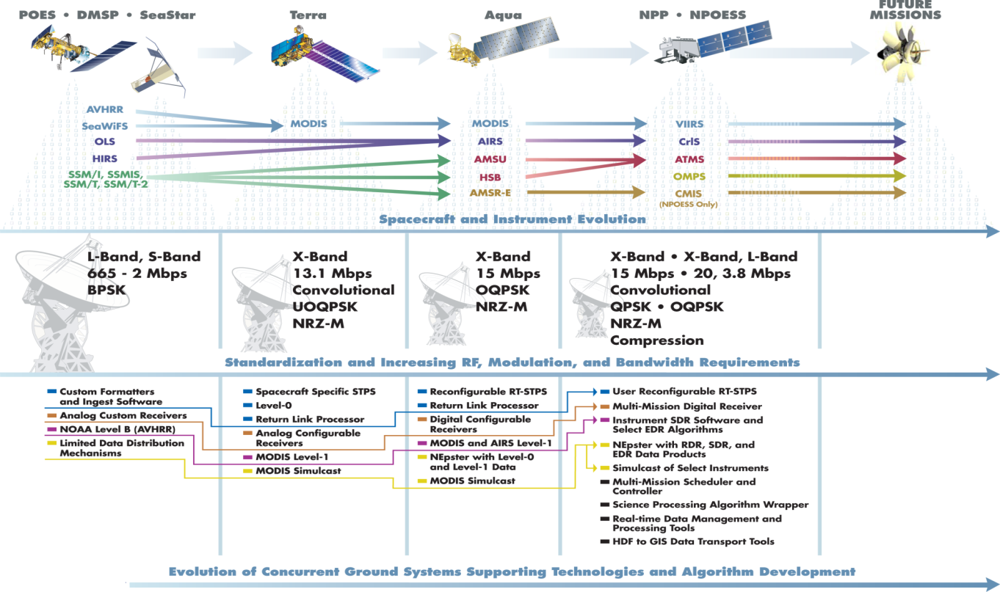 POES • DMSP • SeaStar
Terra
Aqua
NPP • NPOESS
FUTURE
MISSIONS
AVHRR
SeaWiFS
OLS
HIRS
SSM/I, SSMIS,
SSM/T, SSM/T-2
MODIS
MODIS
AIRS
AMSU
HSB
AMSR-E
VIIRS
CrIS
ATMS
OMPS
CMIS
(NPOESS Only)
Spacecraft and Instrument Evolution
L-Band, S-Band
665 - 2 Mbps
BPSK
X-Band
13.1 Mbps
Convolutional
UOQPSK
NRZ-M
X-Band
15 Mbps
OQPSK
NRZ-M
X-Band • X-Band, L-Band
15 Mbps • 20, 3.8 Mbps
Convolutional
QPSK • OQPSK
NRZ-M
Compression
Standardization and Increasing RF, Modulation, and Bandwidth Requirements
Custom Formatters
and Ingest Software
Analog Custom Receivers
NOAA Level B (AVHRR)
Limited Data Distribution
Mechanisms
Spacecraft Specific STPS
Level-0
Return Link Processor
Analog Configurable
Receivers
MODIS Level-1
MODIS Simulcast
Reconfigurable RT-STPS
Return Link Processor
Digital Configurable
Receivers
MODIS and AIRS Level-1
NEpster with Level-0
and Level-1 Data
MODIS Simulcast
User Reconfigurable RT-STPS
Multi-Mission Digital Receiver
Instrument SDR Software and
Select EDR Algorithms
NEpster with RDR, SDR, and
EDR Data Products
Simulcast of Select Instruments
Multi-Mission Scheduler and
Controller
Science Processing Algorithm Wrapper
Real-time Data Management and
Processing Tools
HDF to GIS Data Transport Tools
Evolution of Concurrent Ground Systems Supporting Technologies and Algorithm Development